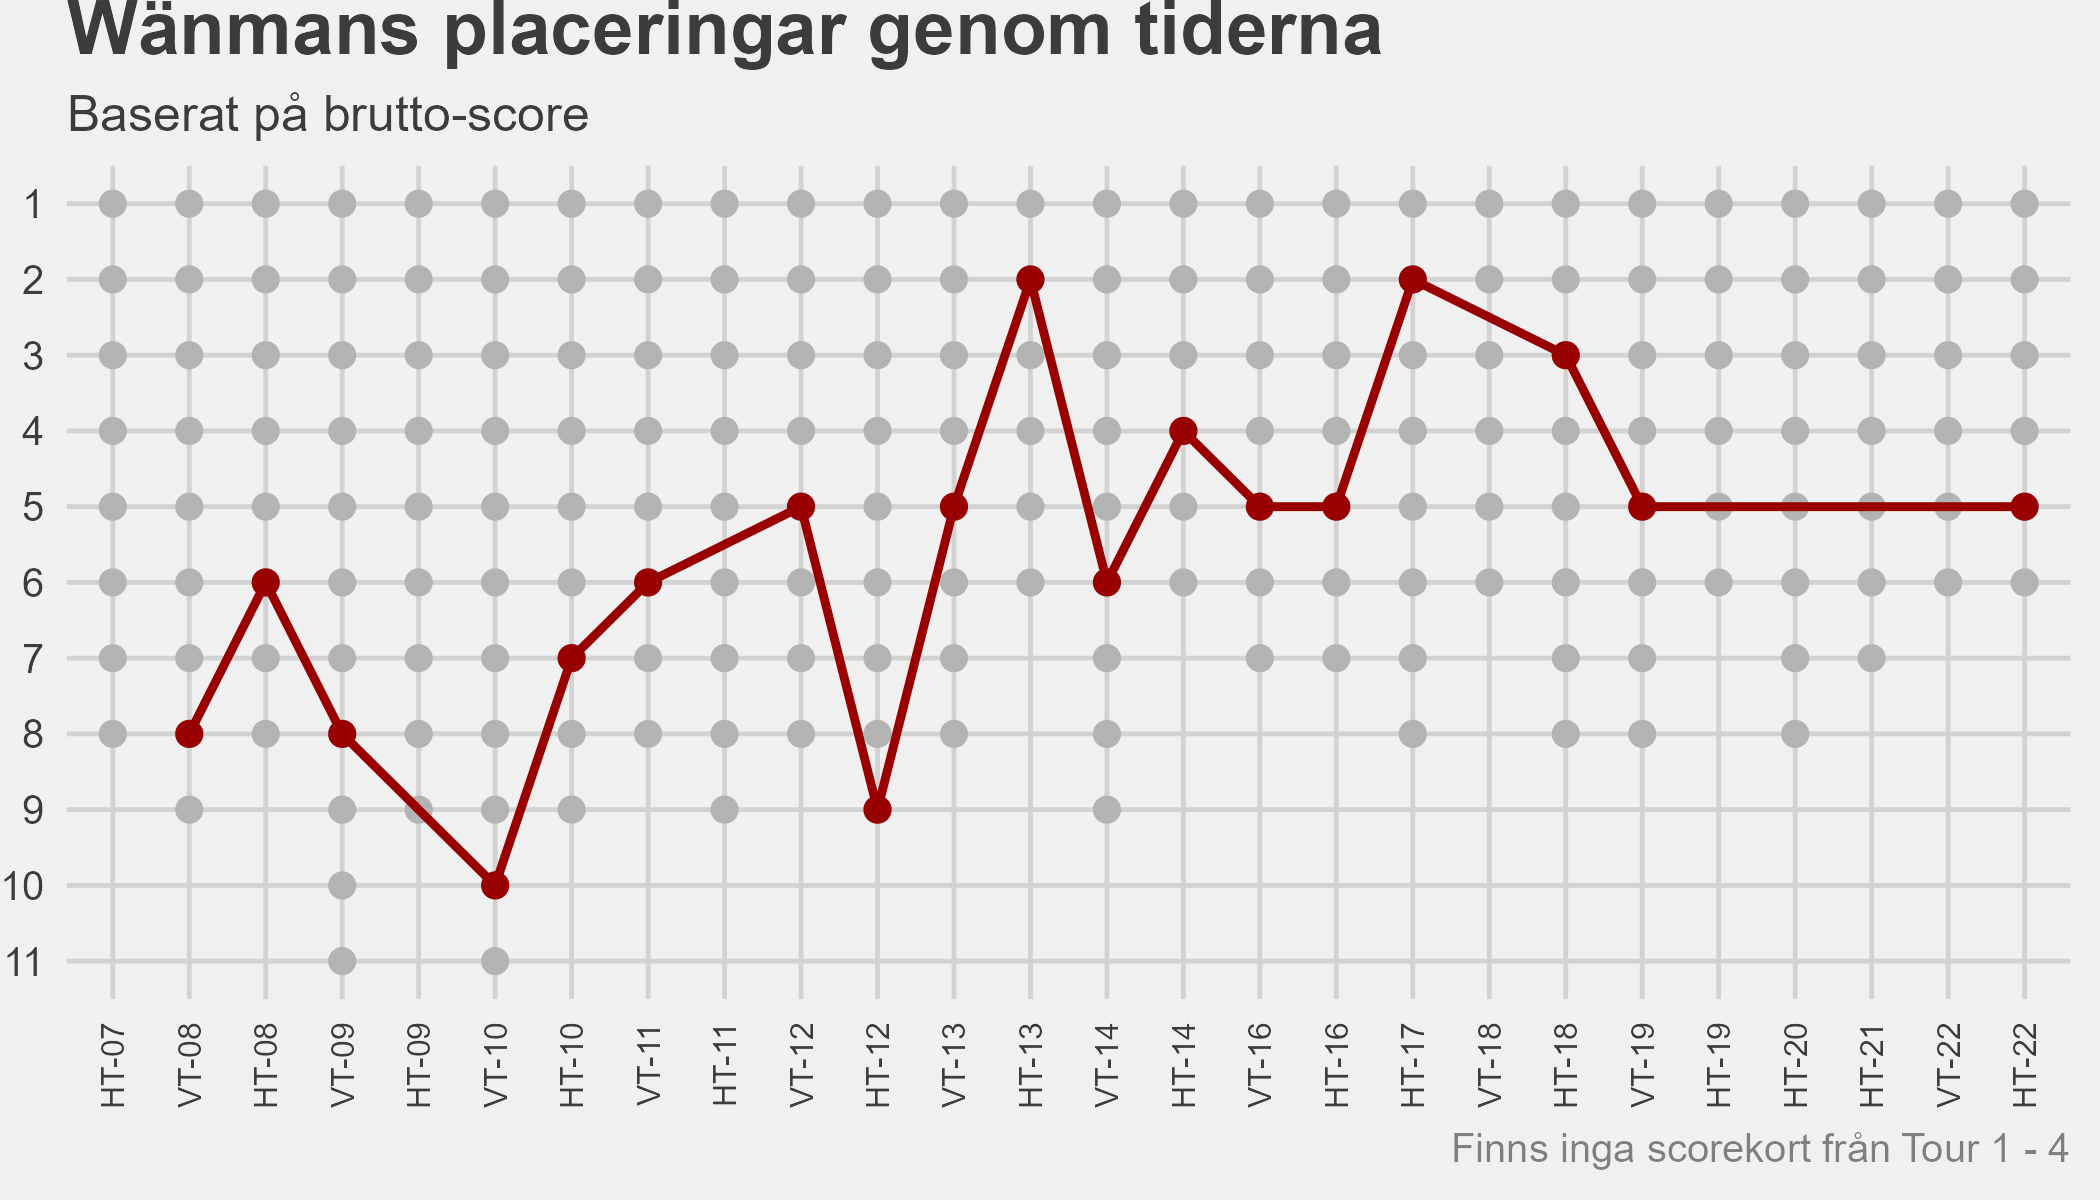 Wänmans placeringar genom tiderna
Baserat på brutto-score
1
2
3
4
5
6
7
8
9
10
11
HT-07
VT-08
HT-08
VT-09
HT-09
VT-10
HT-10
VT-11
HT-11
VT-12
HT-12
VT-13
HT-13
VT-14
HT-14
VT-16
HT-16
HT-17
VT-18
HT-18
VT-19
HT-19
HT-20
HT-21
VT-22
HT-22
Finns inga scorekort från Tour 1 - 4